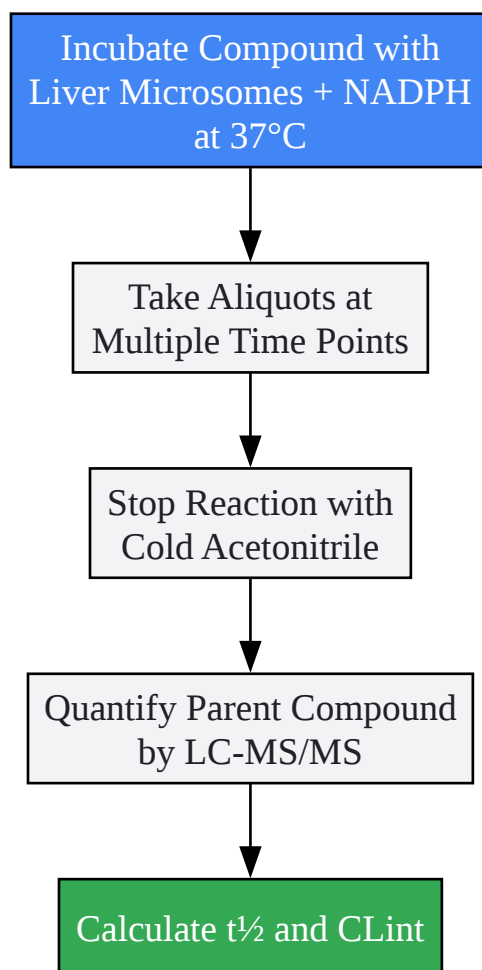 Incubate Compound with
Liver Microsomes + NADPH
at 37°C
Take Aliquots at
Multiple Time Points
Stop Reaction with
Cold Acetonitrile
Quantify Parent Compound
by LC-MS/MS
Calculate t½ and CLint